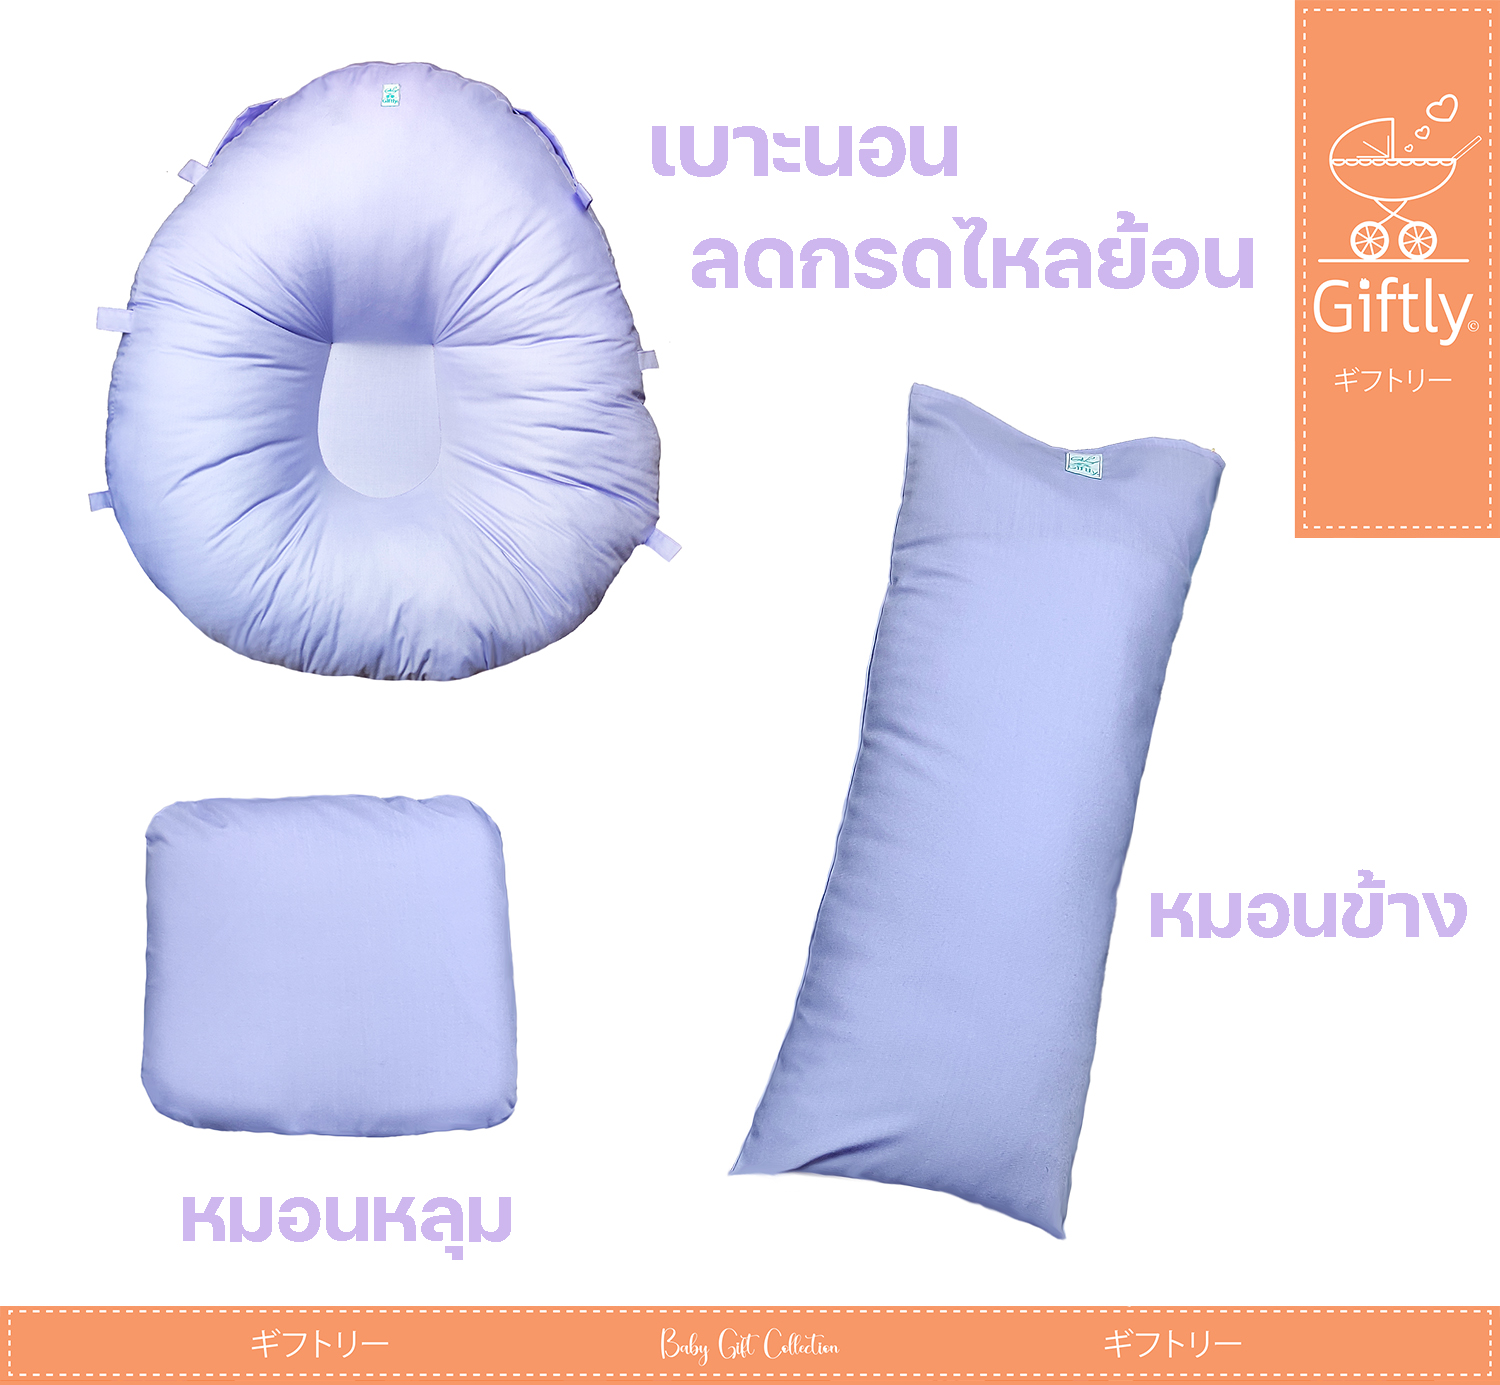 Giftly
เบาะนอน
ลดกรดไหลย้อน
Giftly©
ギフトリー
Giftly
หมอนข้าง
หมอนหลุม
ギフトリー
Baby Gift Collection
ギフトリー